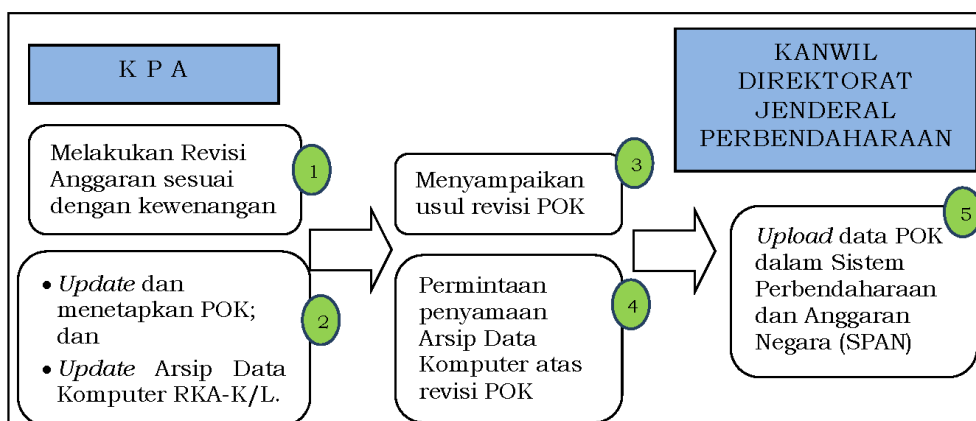 K P A
KANWIL
DIREKTORAT
JENDERAL
PERBENDAHARAAN
Melakukan Revisi
Anggaran sesuai
dengan kewenangan
1
• Update dan
menetapkan POK;
dan
• Update Arsip Data
Komputer RKA-K/L.
2
Menyampaikan
usul revisi POK
3
Permintaan
penyamaan
Arsip Data
Komputer atas
revisi POK
4
Upload data POK
dalam Sistem
Perbendaharaan
dan Anggaran
Negara (SPAN)
5